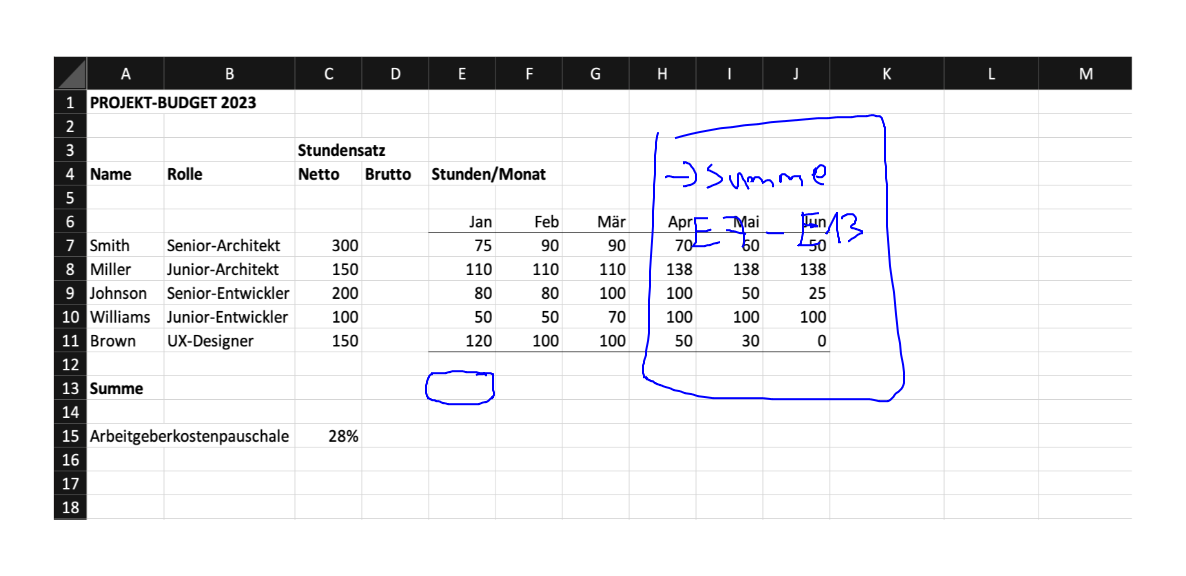 A B C D E F G H I J K L M
1 PROJEKT-BUDGET 2023
2
3 Stundensatz
4 Name Rolle Netto Brutto Stunden/Monat
→ Summe
5
6 Jan Feb Mär Apr Mai Jun
E7 - E13
7 Smith Senior-Architekt 300 75 90 90 70 60 50
8 Miller Junior-Architekt 150 110 110 110 138 138 138
9 Johnson Senior-Entwickler 200 80 80 100 100 50 25
10 Williams Junior-Entwickler 100 50 50 70 100 100 100
11 Brown UX-Designer 150 120 100 100 50 30 0
12
13 Summe
14
15 Arbeitgeberkostenpauschale 28%
16
17
18